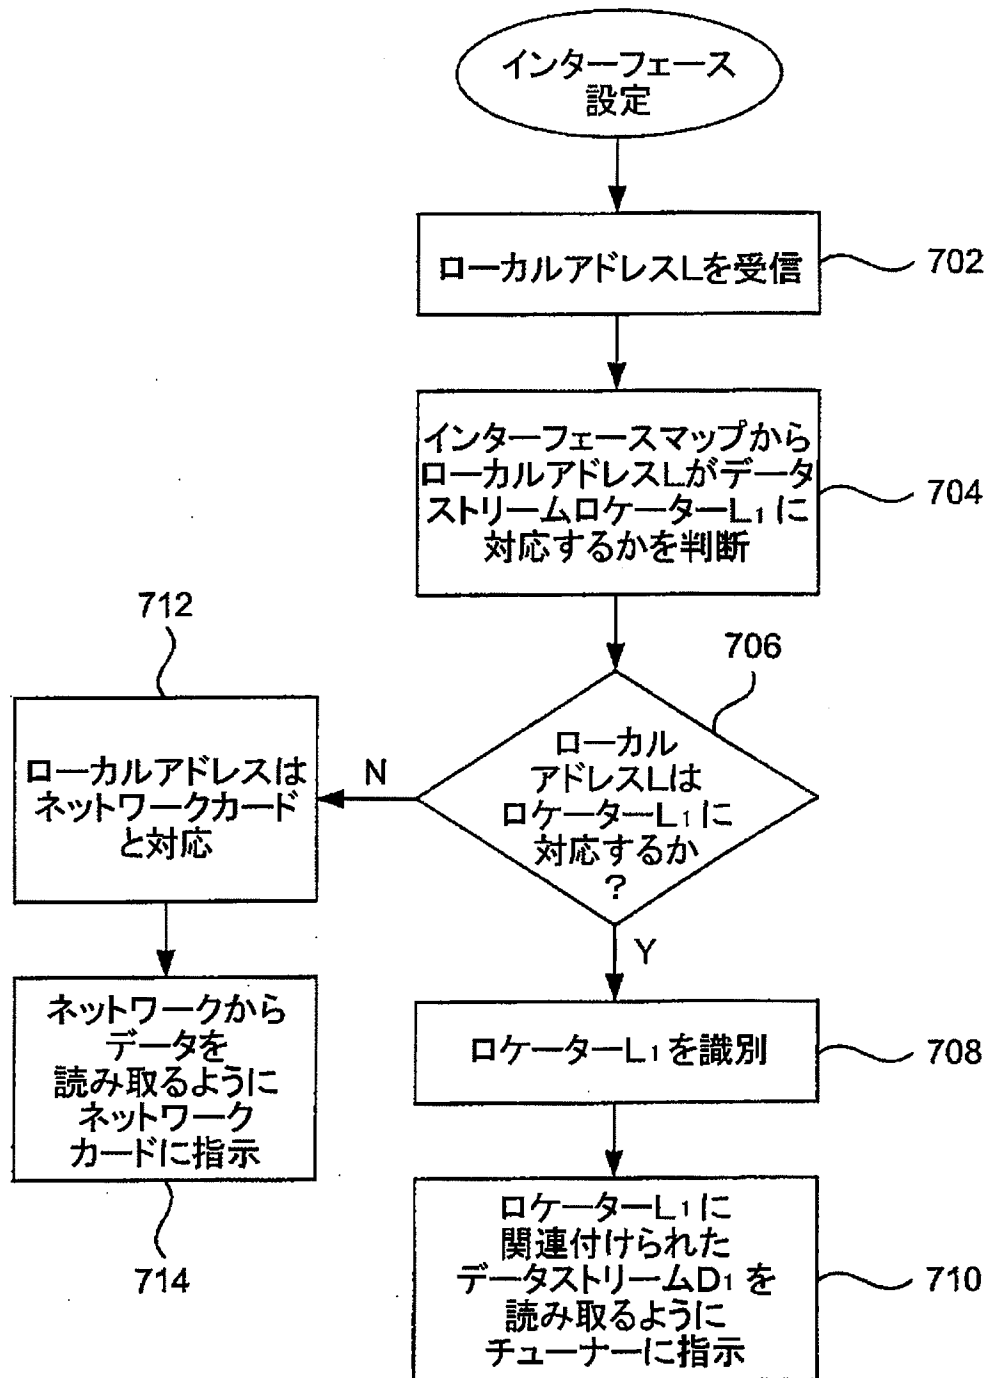 インターフェース
設定
ローカルアドレスLを受信
702
インターフェースマップから
ローカルアドレスLがデータ
ストリームロケーターL₁に
対応するかを判断
704
706
ローカル
アドレスLは
ロケーターL₁に
対応するか
?
N
Y
712
ローカルアドレスは
ネットワークカード
と対応
ネットワークから
データを
読み取るように
ネットワーク
カードに指示
714
ロケーターL₁を識別
708
ロケーターL₁に
関連付けられた
データストリームD₁を
読み取るように
チューナーに指示
710